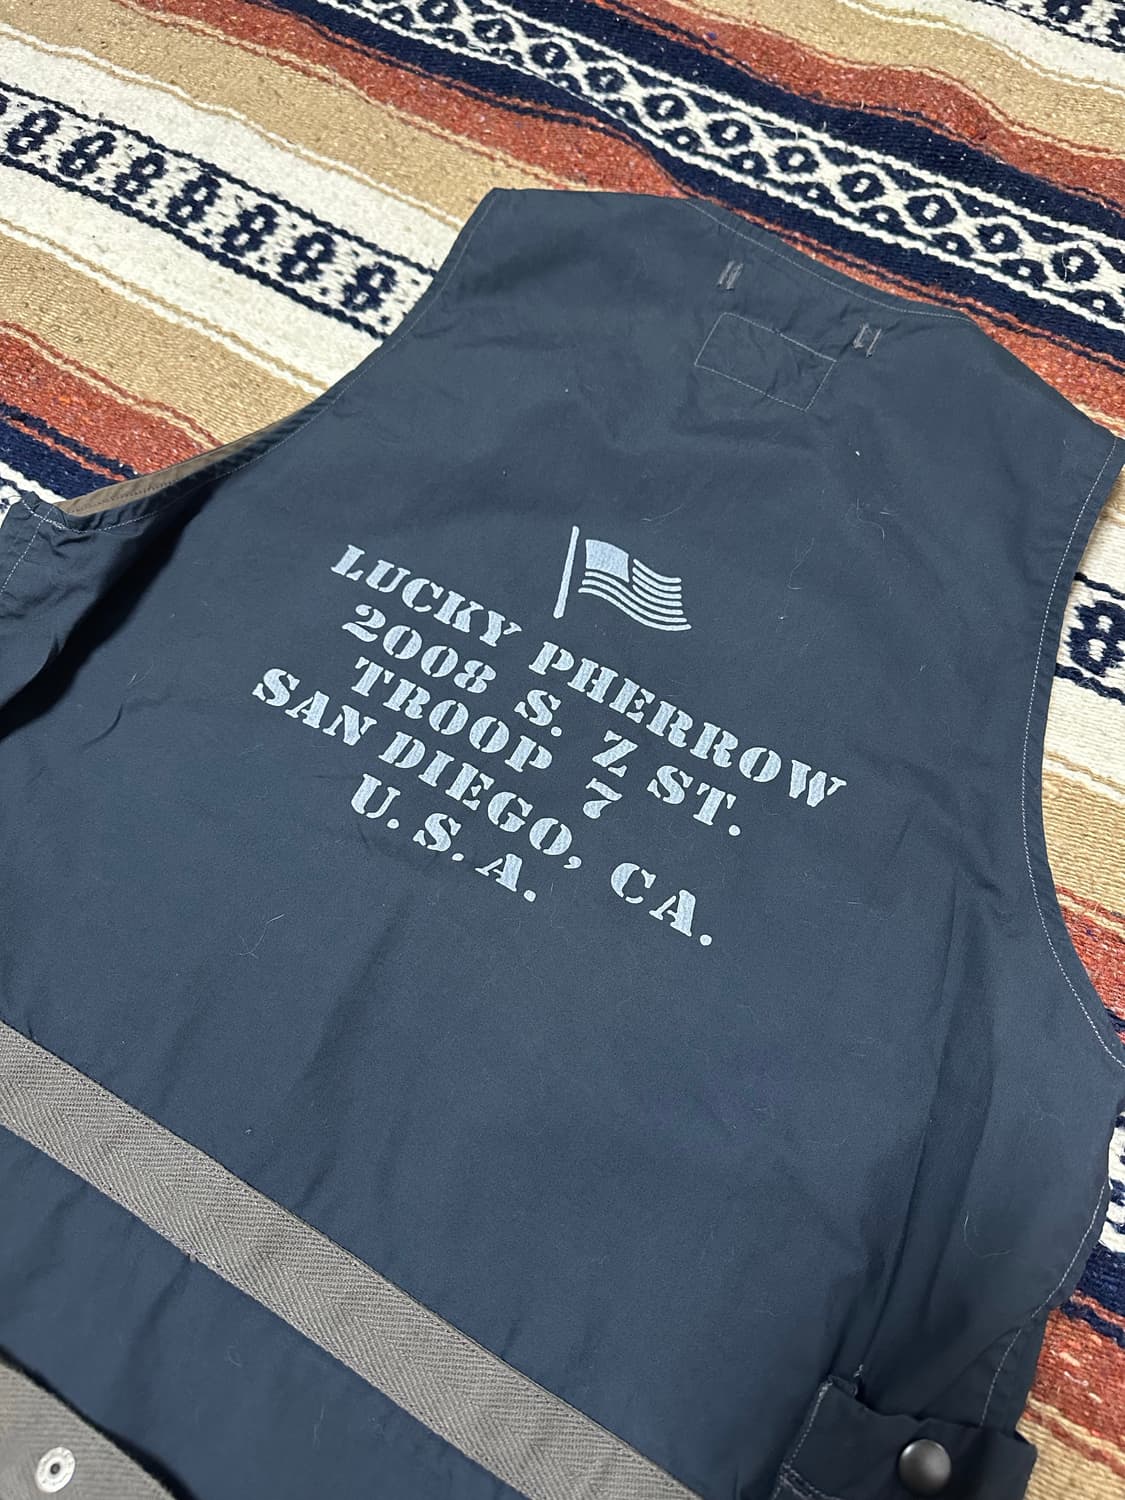 LUCKY PHERROW
2008 S. Z ST.
TROOP 7
SAN DIEGO, CA.
U.S.A.